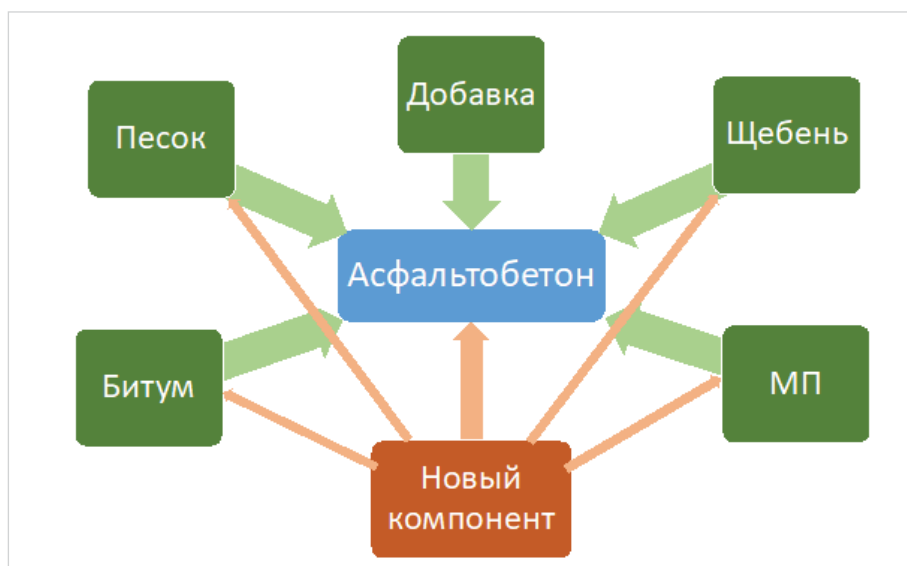 Добавка
Песок
Щебень
Асфальтобетон
Битум
МП
Новый
компонент